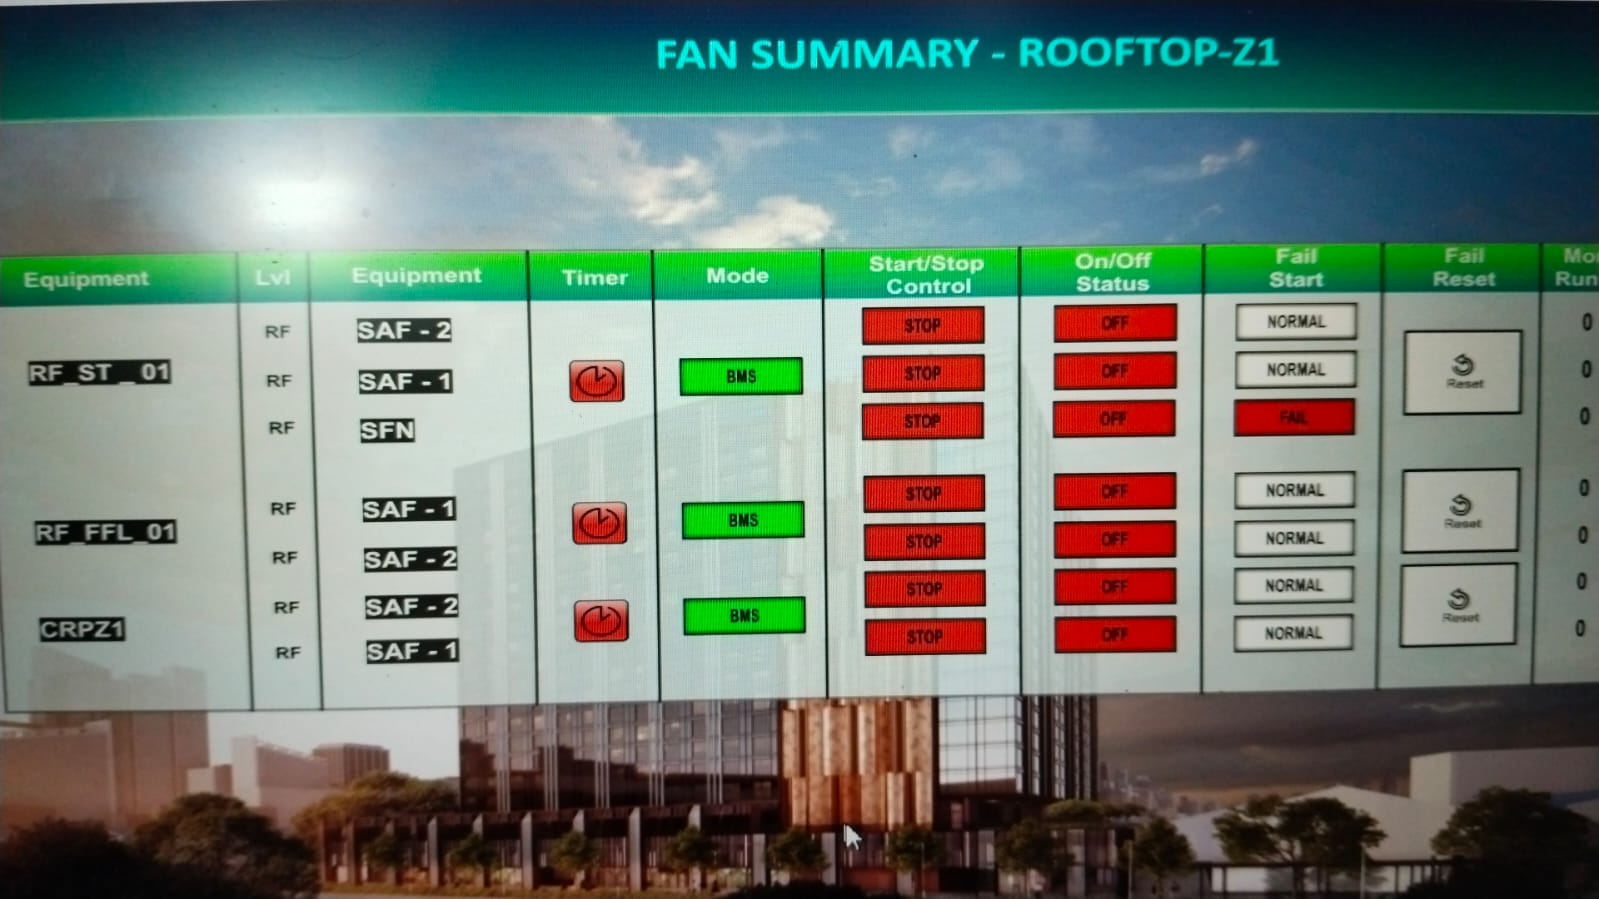 FAN SUMMARY - ROOFTOP-Z1
Equipment Lvl Equipment Timer Mode Start/Stop Control On/Off Status Fail Start Fail Reset
RF SAF - 2 STOP OFF NORMAL 0
RF_ST_01 RF SAF - 1 BMS STOP OFF NORMAL Reset 0
RF SFN STOP OFF FAIL 0
RF SAF - 1 STOP OFF NORMAL 0
RF_FFL_01 BMS Reset
RF SAF - 2 STOP OFF NORMAL 0
RF SAF - 2 STOP OFF NORMAL 0
CRPZ1 BMS Reset
RF SAF - 1 STOP OFF NORMAL 0